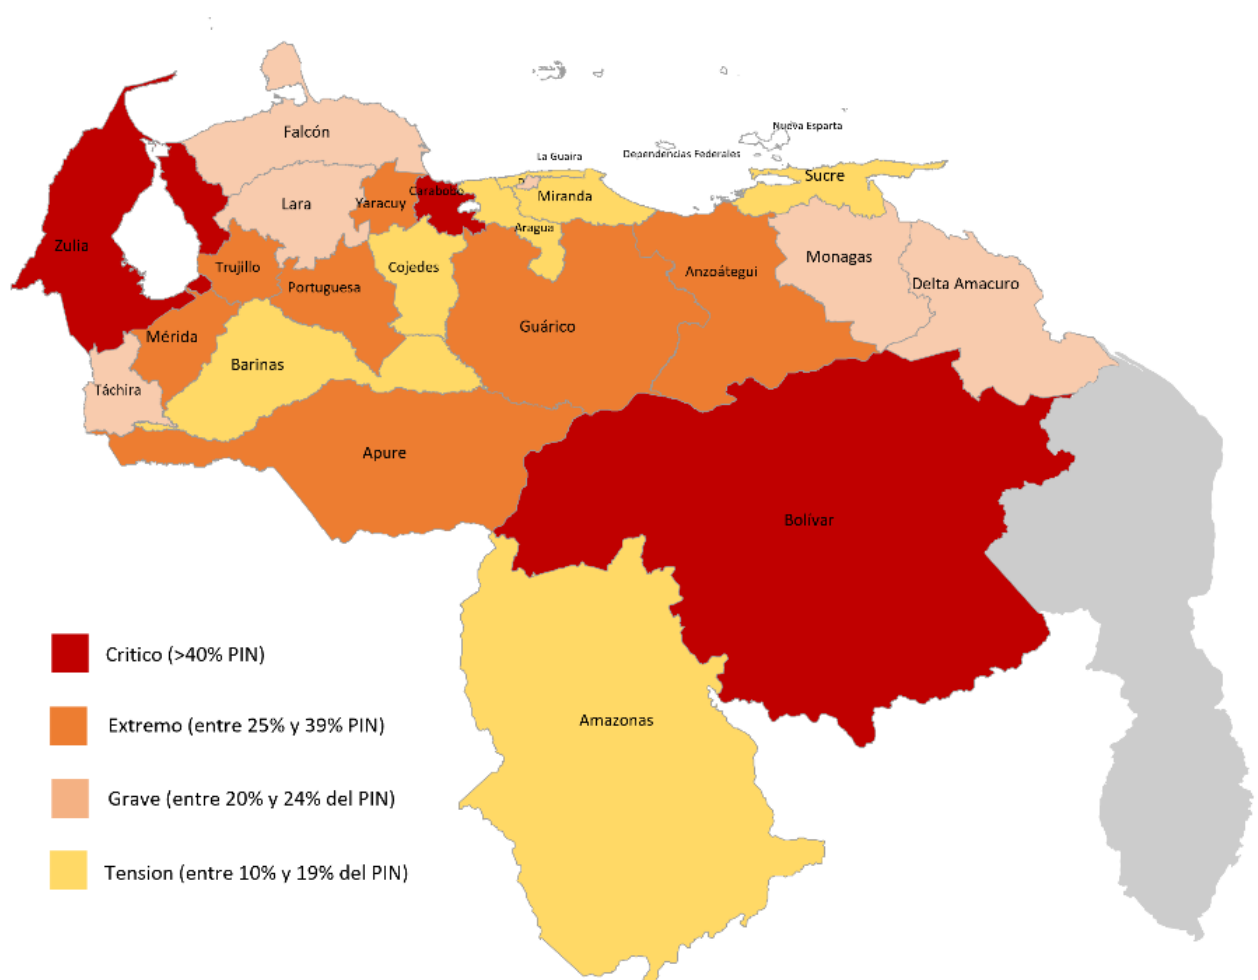 Nueva Esparta
Falcón
La Guaira
Dependencias Federales
Sucre
Carabobo
Miranda
Lara
Yaracuy
Aragua
Zulia
Trujillo
Cojedes
Monagas
Anzoátegui
Portuguesa
Delta Amacuro
Guárico
Mérida
Barinas
Táchira
Apure
Bolívar
Critico (>40% PIN)
Amazonas
Extremo (entre 25% y 39% PIN)
Grave (entre 20% y 24% del PIN)
Tension (entre 10% y 19% del PIN)